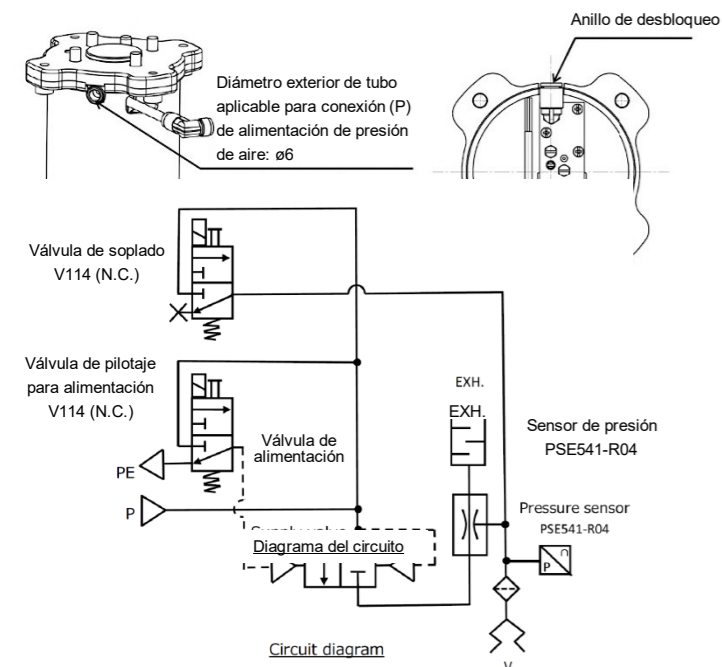 Anillo de desbloqueo
Diámetro exterior de tubo
aplicable para conexión (P)
de alimentación de presión
de aire: ø6
Válvula de soplado
V114 (N.C.)
Válvula de pilotaje
para alimentación
V114 (N.C.)
EXH.
EXH.
Sensor de presión
PSE541-R04
Válvula de
alimentación
PE
P
Pressure sensor
PSE541-R04
Supply valve
Diagrama del circuito
P
Circuit diagram
V